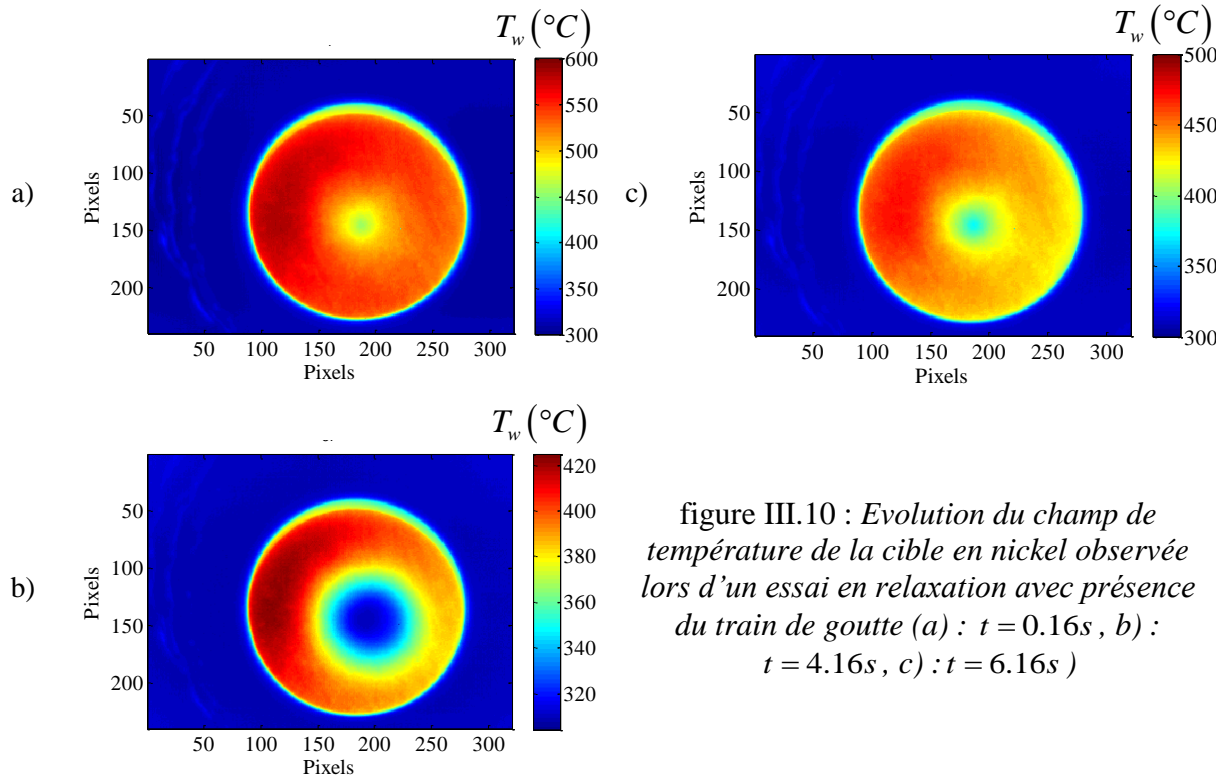 a)
T_w (°C)
600
550
500
450
400
350
300
50
100
150
200
Pixels
50 100 150 200 250 300
Pixels
c)
T_w (°C)
500
450
400
350
300
50
100
150
200
Pixels
50 100 150 200 250 300
Pixels
b)
T_w (°C)
420
400
380
360
340
320
50
100
150
200
Pixels
50 100 150 200 250 300
Pixels
figure III.10 : Evolution du champ de
température de la cible en nickel observée
lors d'un essai en relaxation avec présence
du train de goutte (a) : t = 0.16s , b) :
t = 4.16s , c) : t = 6.16s )